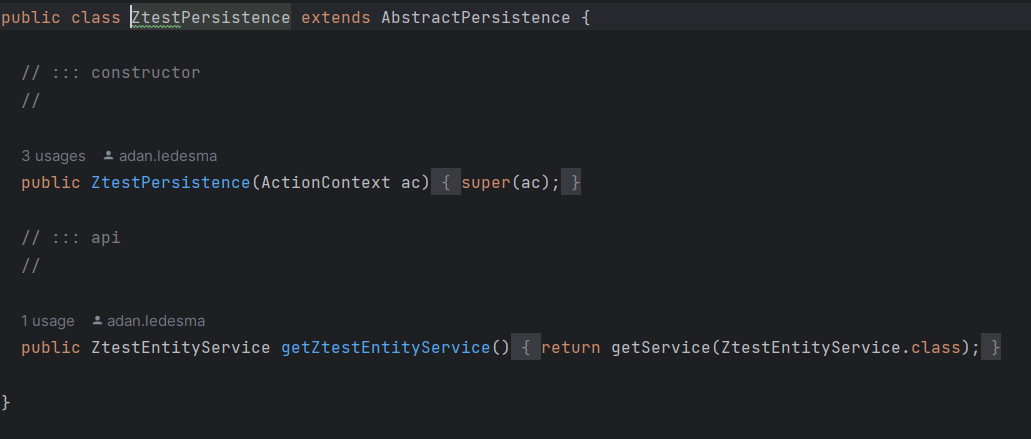 public class ZtestPersistence extends AbstractPersistence {
// ::: constructor
//
3 usages adan.ledesma
public ZtestPersistence(ActionContext ac) { super(ac); }
// ::: api
//
1 usage adan.ledesma
public ZtestEntityService getZtestEntityService() { return getService(ZtestEntityService.class); }
}